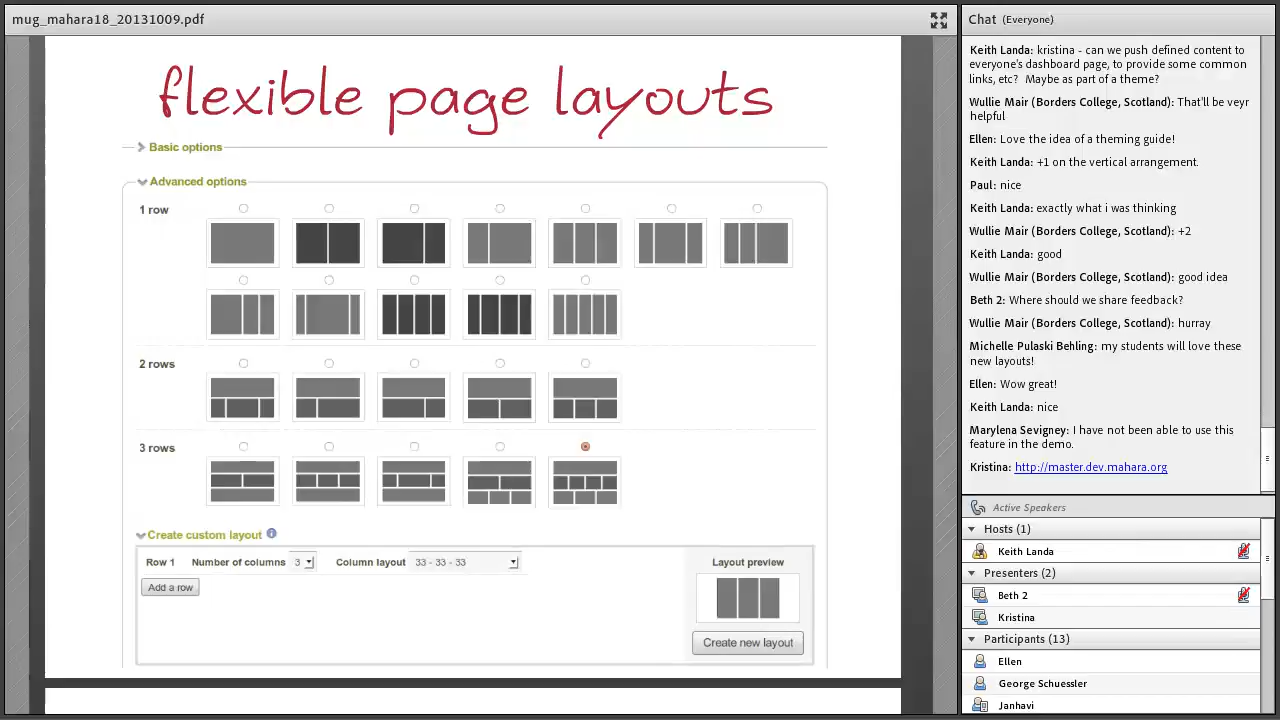 mug_mahara18_20131009.pdf
flexible page layouts
Basic options
Advanced options
1 row
2 rows
3 rows
Create custom layout
Row 1 Number of columns 3 Column layout 33 - 33 - 33
Add a row
Layout preview
Create new layout
Chat (Everyone)
Keith Landa: kristina - can we push defined content to
everyone's dashboard page, to provide some common
links, etc? Maybe as part of a theme?
Wullie Mair (Borders College, Scotland): That'll be veyr
helpful
Ellen: Love the idea of a theming guide!
Keith Landa: +1 on the vertical arrangement.
Paul: nice
Keith Landa: exactly what i was thinking
Wullie Mair (Borders College, Scotland): +2
Keith Landa: good
Wullie Mair (Borders College, Scotland): good idea
Beth 2: Where should we share feedback?
Wullie Mair (Borders College, Scotland): hurray
Michelle Pulaski Behling: my students will love these
new layouts!
Ellen: Wow great!
Keith Landa: nice
Marylena Sevigney: I have not been able to use this
feature in the demo.
Kristina: http://master.dev.mahara.org
Active Speakers
Hosts (1)
Keith Landa
Presenters (2)
Beth 2
Kristina
Participants (13)
Ellen
George Schuessler
Janhavi